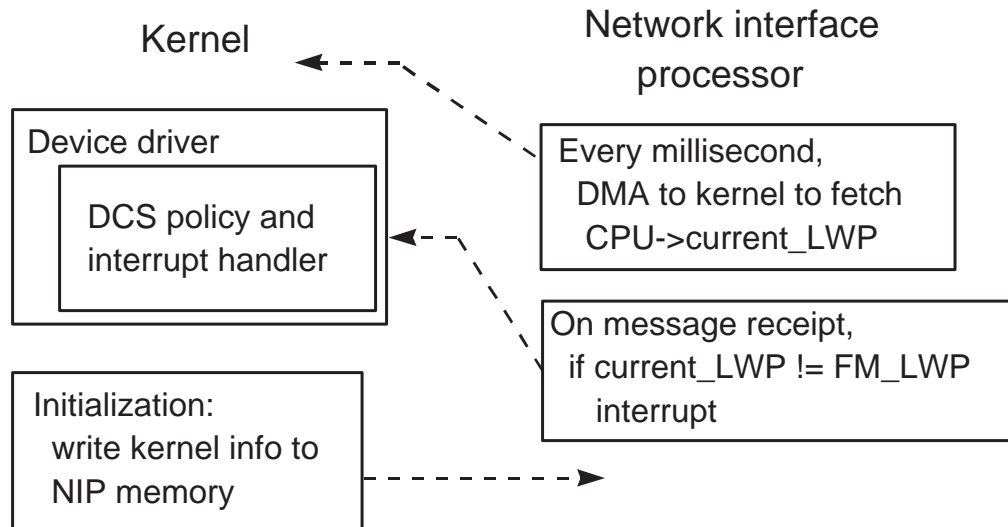 Kernel
Network interface
processor
Device driver
DCS policy and
interrupt handler
Every millisecond,
DMA to kernel to fetch
CPU->current_LWP
On message receipt,
if current_LWP != FM_LWP
interrupt
Initialization:
write kernel info to
NIP memory